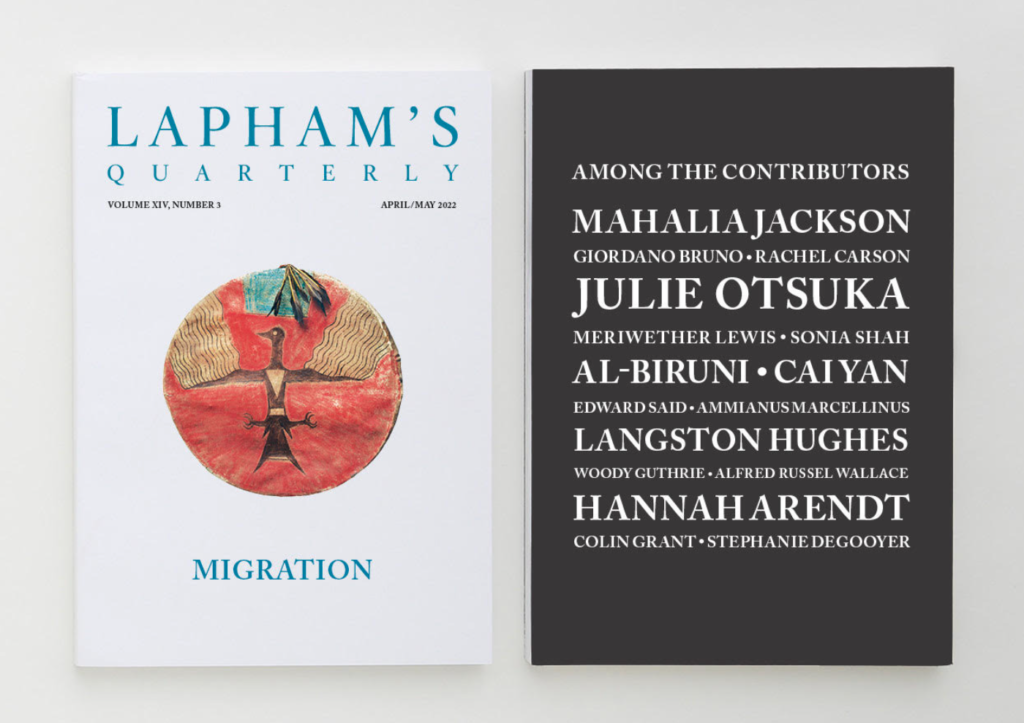 LAPHAM'S
QUARTERLY
VOLUME XIV, NUMBER 3 APRIL/MAY 2022
MIGRATION
AMONG THE CONTRIBUTORS
MAHALIA JACKSON
GIORDANO BRUNO • RACHEL CARSON
JULIE OTSUKA
MERIWETHER LEWIS • SONIA SHAH
AL-BIRUNI • CAI YAN
EDWARD SAID • AMMIANUS MARCELLINUS
LANGSTON HUGHES
WOODY GUTHRIE • ALFRED RUSSEL WALLACE
HANNAH ARENDT
COLIN GRANT • STEPHANIE DEGOOYER